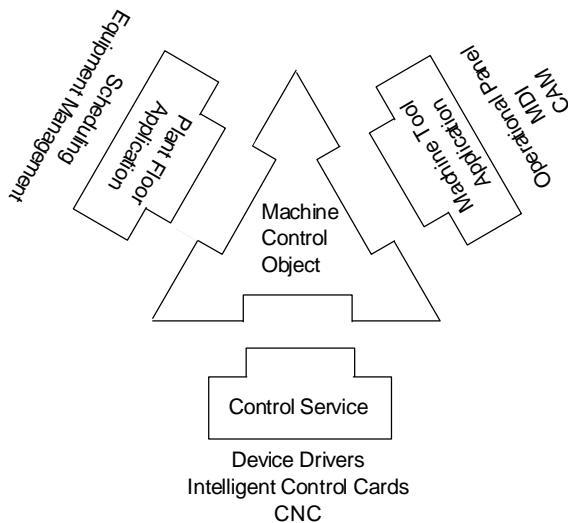 Equipment Management
Scheduling
Plant Floor
Application
Operational Panel
MDI
CAM
Machine Tool
Application
Machine
Control
Object
Control Service
Device Drivers
Intelligent Control Cards
CNC